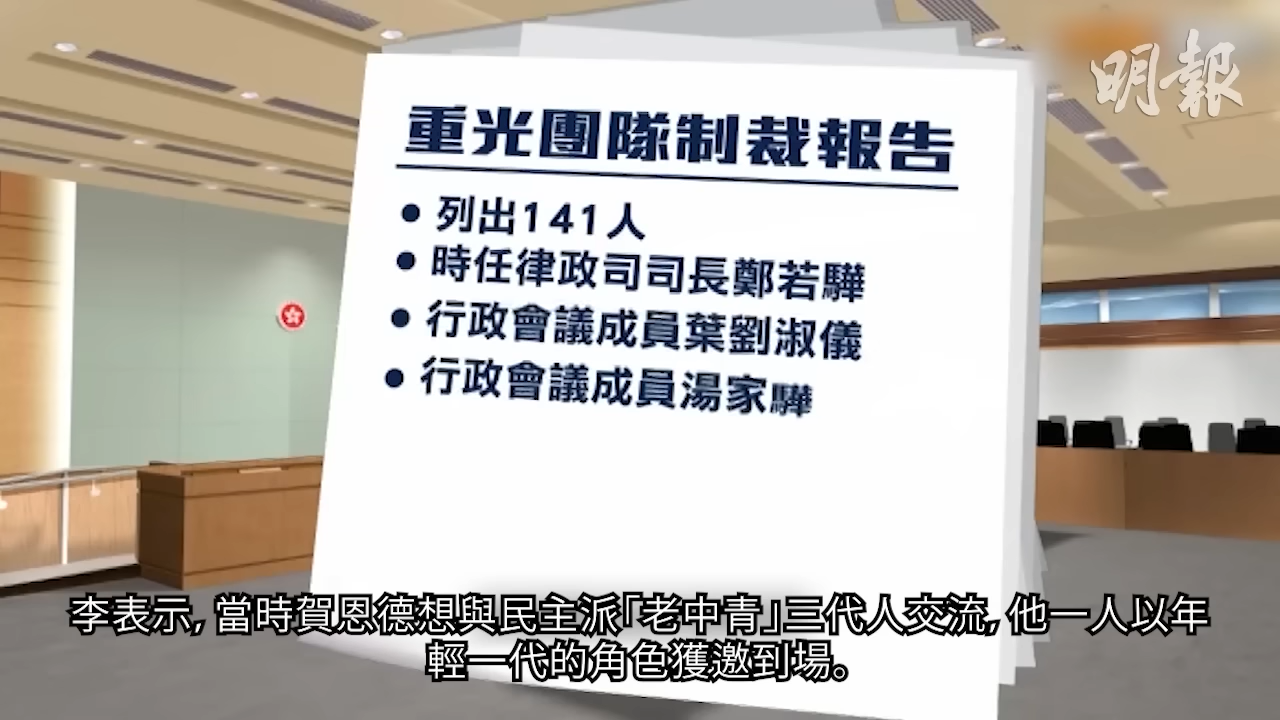 明報
重光團隊制裁報告
● 列出141人
● 時任律政司司長鄭若驊
● 行政會議成員葉劉淑儀
● 行政會議成員湯家驊
李表示, 當時賀恩德想與民主派「老中青」三代人交流, 他一人以年
輕一代的角色獲邀到場。